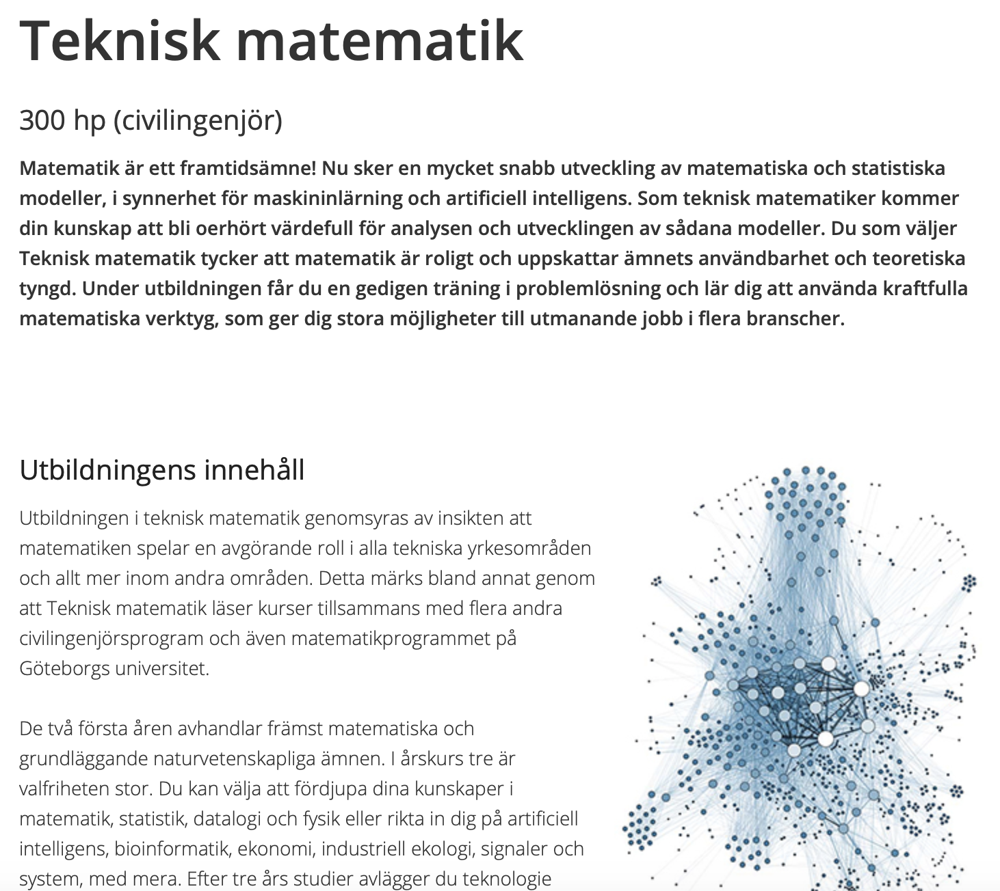 Teknisk matematik
300 hp (civilingenjör)
Matematik är ett framtidsämne! Nu sker en mycket snabb utveckling av matematiska och statistiska
modeller, i synnerhet för maskininlärning och artificiell intelligens. Som teknisk matematiker kommer
din kunskap att bli oerhört värdefull för analysen och utvecklingen av sådana modeller. Du som väljer
Teknisk matematik tycker att matematik är roligt och uppskattar ämnets användbarhet och teoretiska
tyngd. Under utbildningen får du en gedigen träning i problemlösning och lär dig att använda kraftfulla
matematiska verktyg, som ger dig stora möjligheter till utmanande jobb i flera branscher.
Utbildningens innehåll
Utbildningen i teknisk matematik genomsyras av insikten att
matematiken spelar en avgörande roll i alla tekniska yrkesområden
och allt mer inom andra områden. Detta märks bland annat genom
att Teknisk matematik läser kurser tillsammans med flera andra
civilingenjörsprogram och även matematikprogrammet på
Göteborgs universitet.
De två första åren avhandlar främst matematiska och
grundläggande naturvetenskapliga ämnen. I årskurs tre är
valfriheten stor. Du kan välja att fördjupa dina kunskaper i
matematik, statistik, datalogi och fysik eller rikta in dig på artificiell
intelligens, bioinformatik, ekonomi, industriell ekologi, signaler och
system, med mera. Efter tre års studier avlägger du teknologie